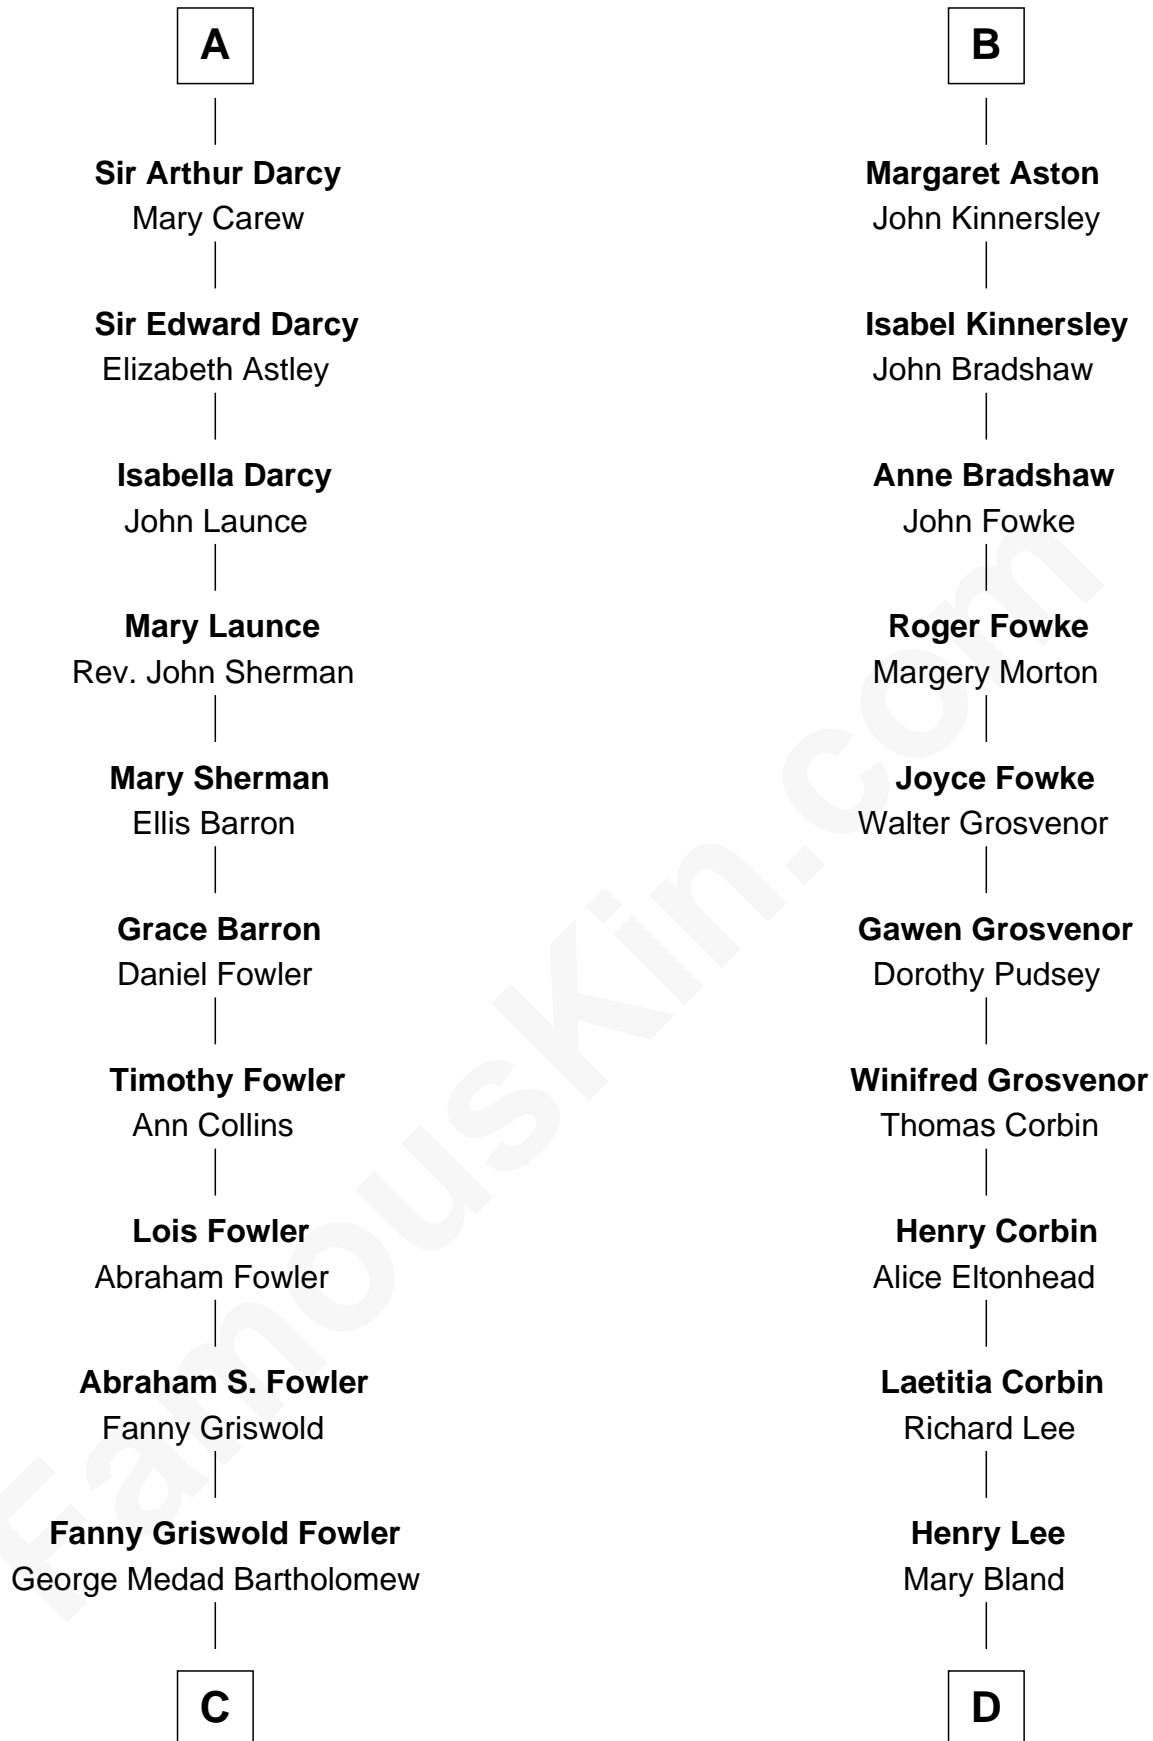 A
Sir Arthur Darcy
Mary Carew
Sir Edward Darcy
Elizabeth Astley
Isabella Darcy
John Launce
Mary Launce
Rev. John Sherman
Mary Sherman
Ellis Barron
Grace Barron
Daniel Fowler
Timothy Fowler
Ann Collins
Lois Fowler
Abraham Fowler
Abraham S. Fowler
Fanny Griswold
Fanny Griswold Fowler
George Medad Bartholomew
C
B
Margaret Aston
John Kinnersley
Isabel Kinnersley
John Bradshaw
Anne Bradshaw
John Fowke
Roger Fowke
Margery Morton
Joyce Fowke
Walter Grosvenor
Gawen Grosvenor
Dorothy Pudsey
Winifred Grosvenor
Thomas Corbin
Henry Corbin
Alice Eltonhead
Laetitia Corbin
Richard Lee
Henry Lee
Mary Bland
D
FamousKin.com